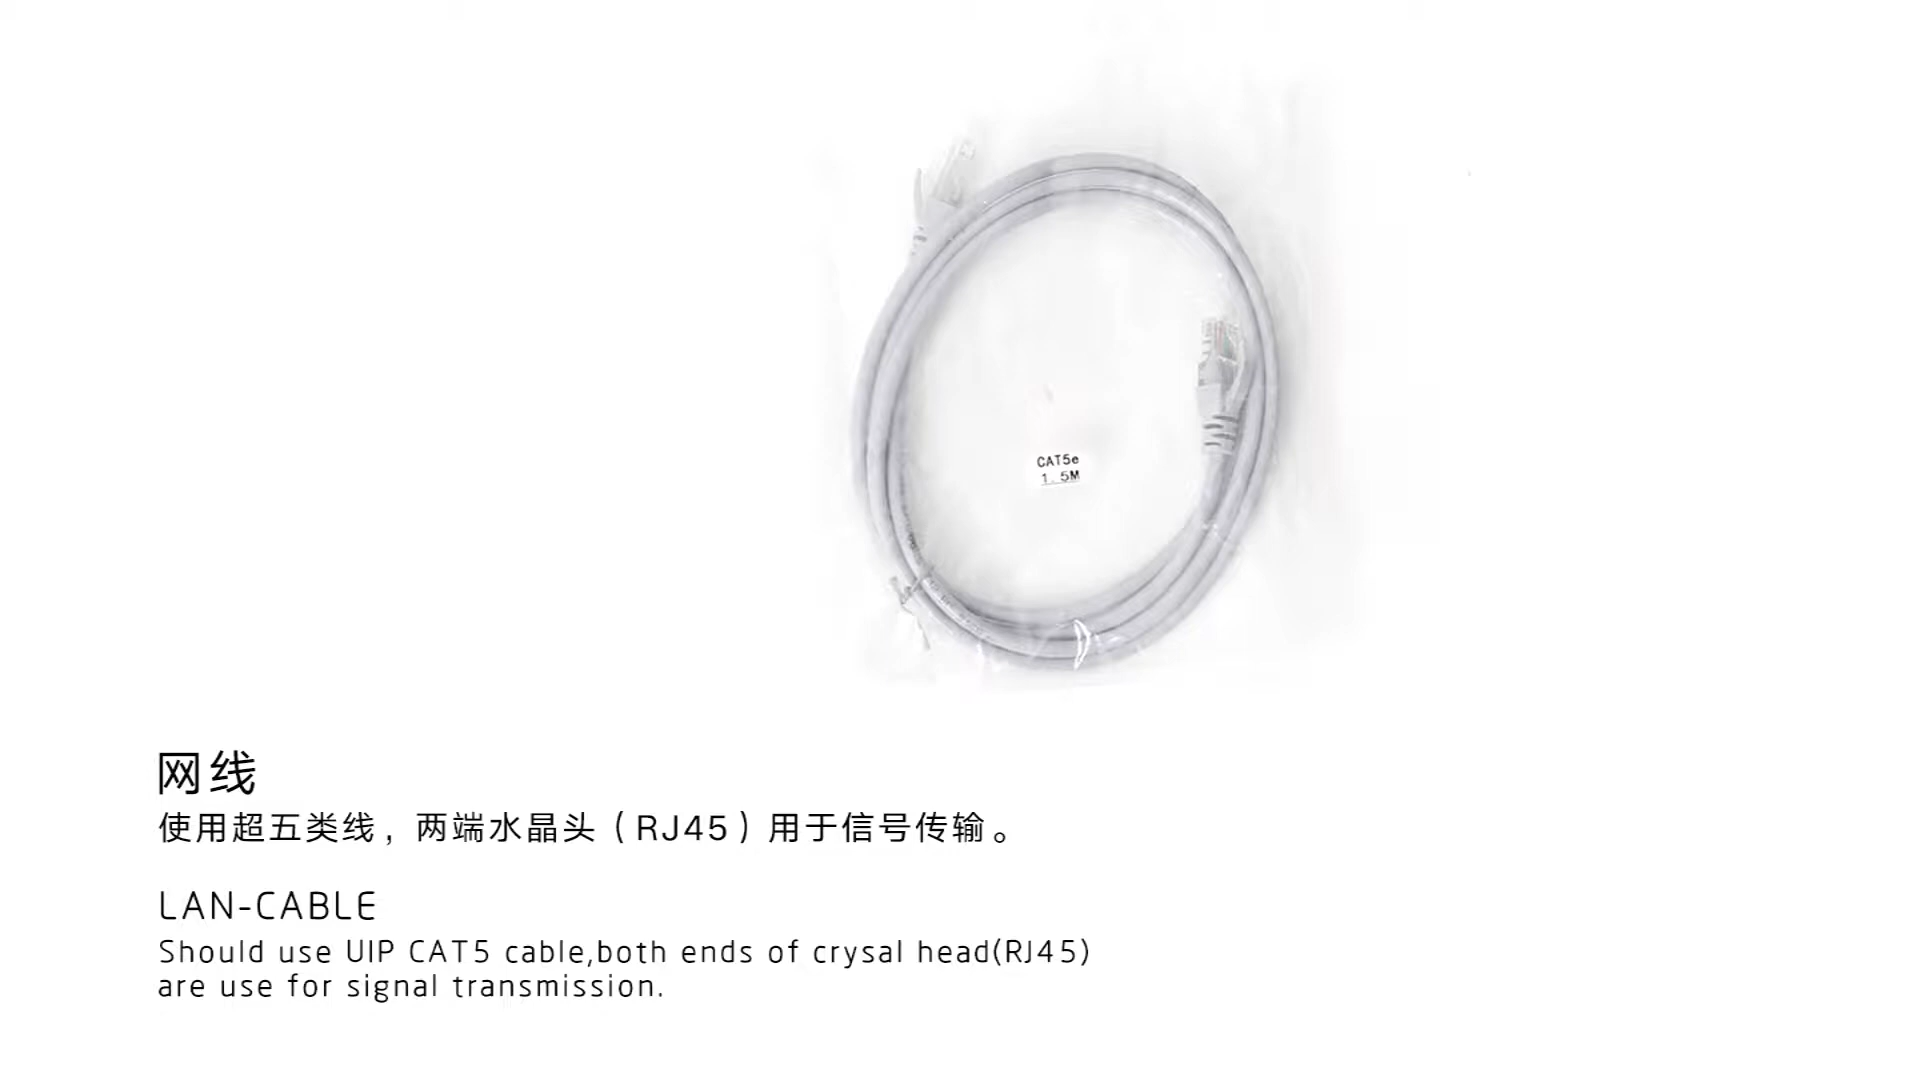 CAT5e
1.5M
网线
使用超五类线，两端水晶头（RJ45）用于信号传输。
LAN-CABLE
Should use UIP CAT5 cable,both ends of crysal head(RJ45)
are use for signal transmission.